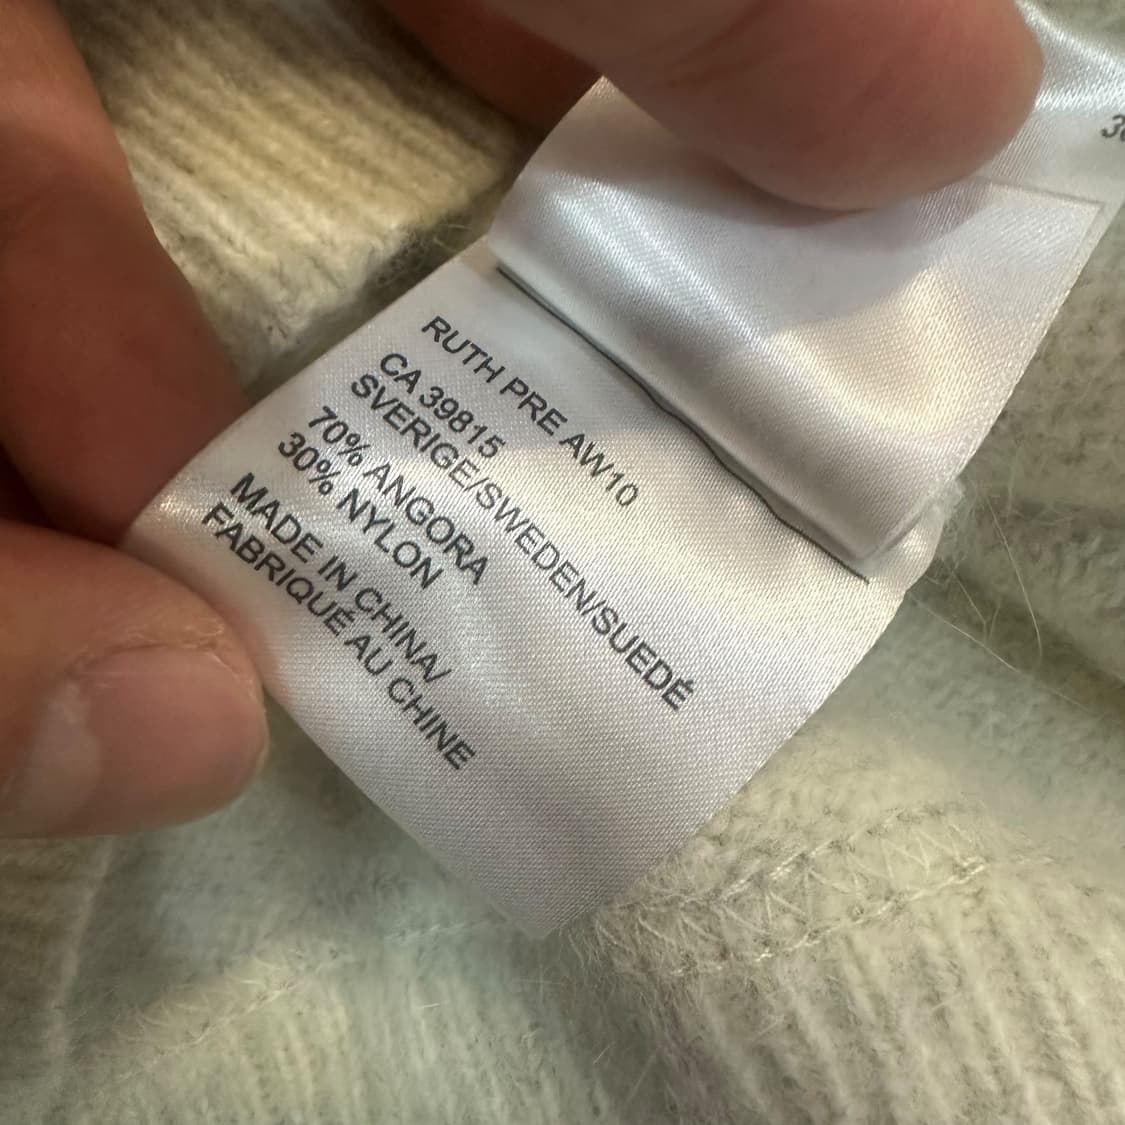 RUTH PRE AW10
CA 39815
SVERIGE/SWEDEN/SUEDÉ
70% ANGORA
30% NYLON
MADE IN CHINA/
FABRIQUÉ AU CHINE